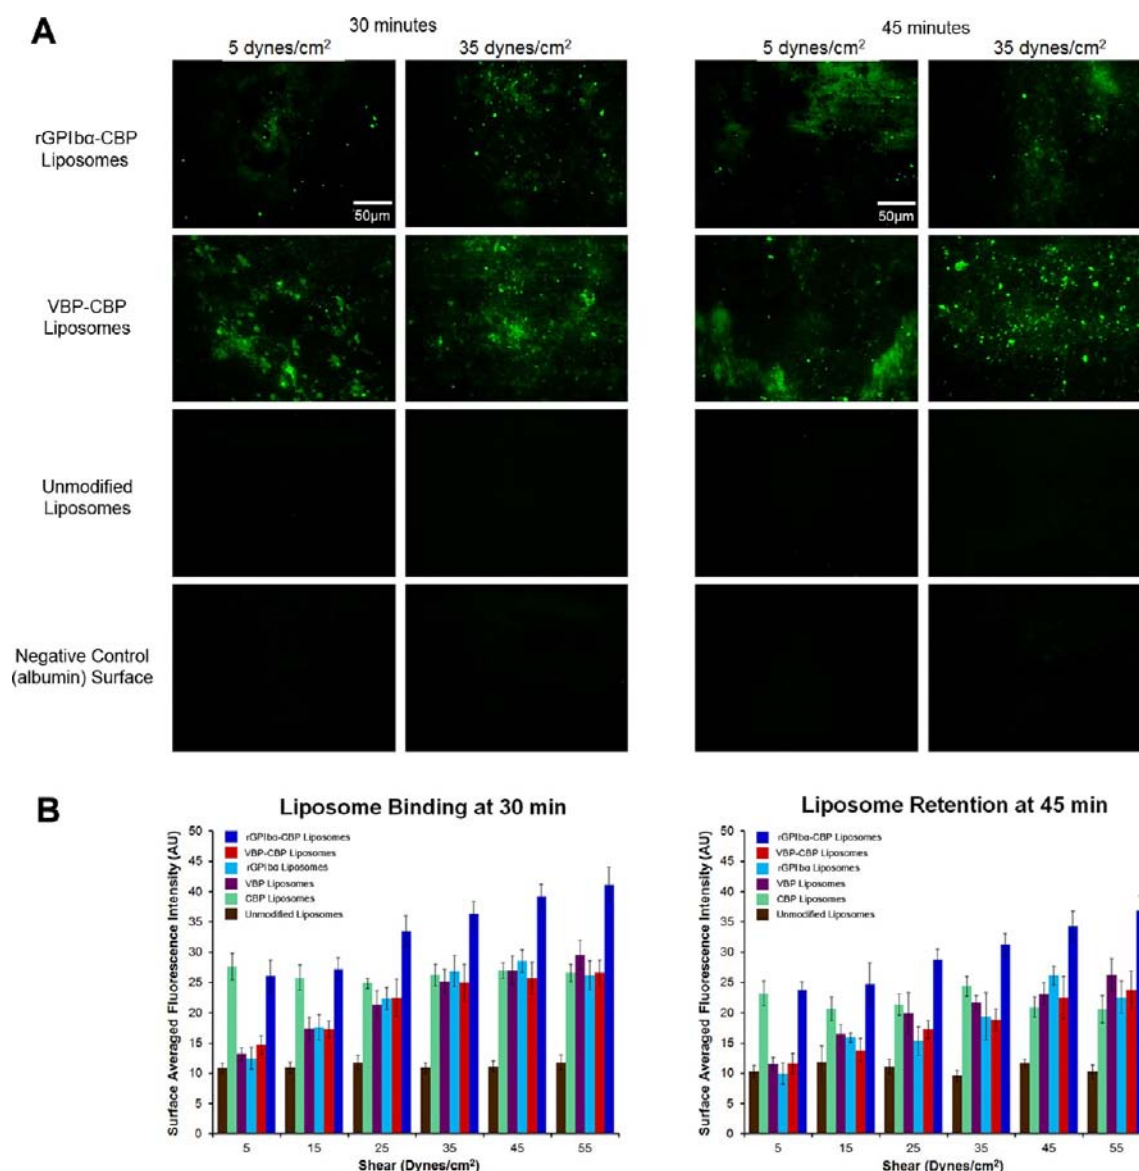 A
30 minutes
45 minutes
5 dynes/cm²
35 dynes/cm²
5 dynes/cm²
35 dynes/cm²
rGPIbα-CBP
Liposomes
50µm
50µm
VBP-CBP
Liposomes
Unmodified
Liposomes
Negative Control
(albumin) Surface
B
Liposome Binding at 30 min
Surface Averaged Fluorescence Intensity (AU)
50
45
40
35
30
25
20
15
10
5
0
rGPIbα-CBP Liposomes
VBP-CBP Liposomes
rGPIbα Liposomes
VBP Liposomes
CBP Liposomes
Unmodified Liposomes
5 15 25 35 45 55
Shear (Dynes/cm²)
Liposome Retention at 45 min
Surface Averaged Fluorescence Intensity (AU)
50
45
40
35
30
25
20
15
10
5
0
rGPIbα-CBP Liposomes
VBP-CBP Liposomes
rGPIbα Liposomes
VBP Liposomes
CBP Liposomes
Unmodified Liposomes
5 15 25 35 45 55
Shear (Dynes/cm²)